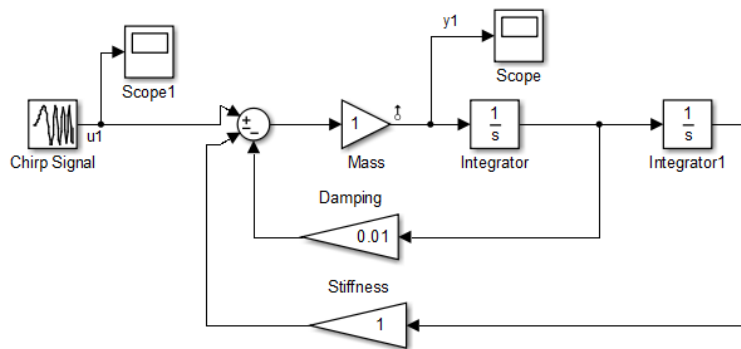 y1
Scope1
Scope
u1
Chirp Signal
+
−
−
1
Mass
1
s
Integrator
1
s
Integrator1
Damping
0.01
Stiffness
1